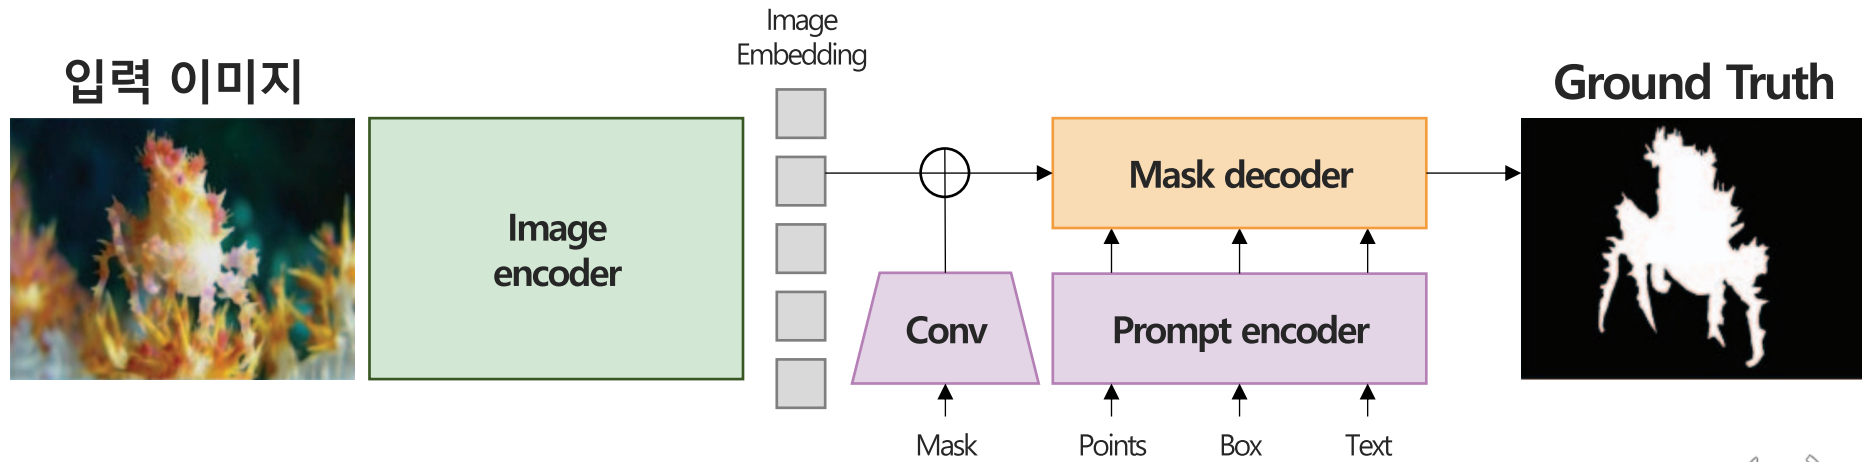 입력 이미지
Image
encoder
Image
Embedding
Conv
Mask
Mask decoder
Prompt encoder
Points
Box
Text
Ground Truth